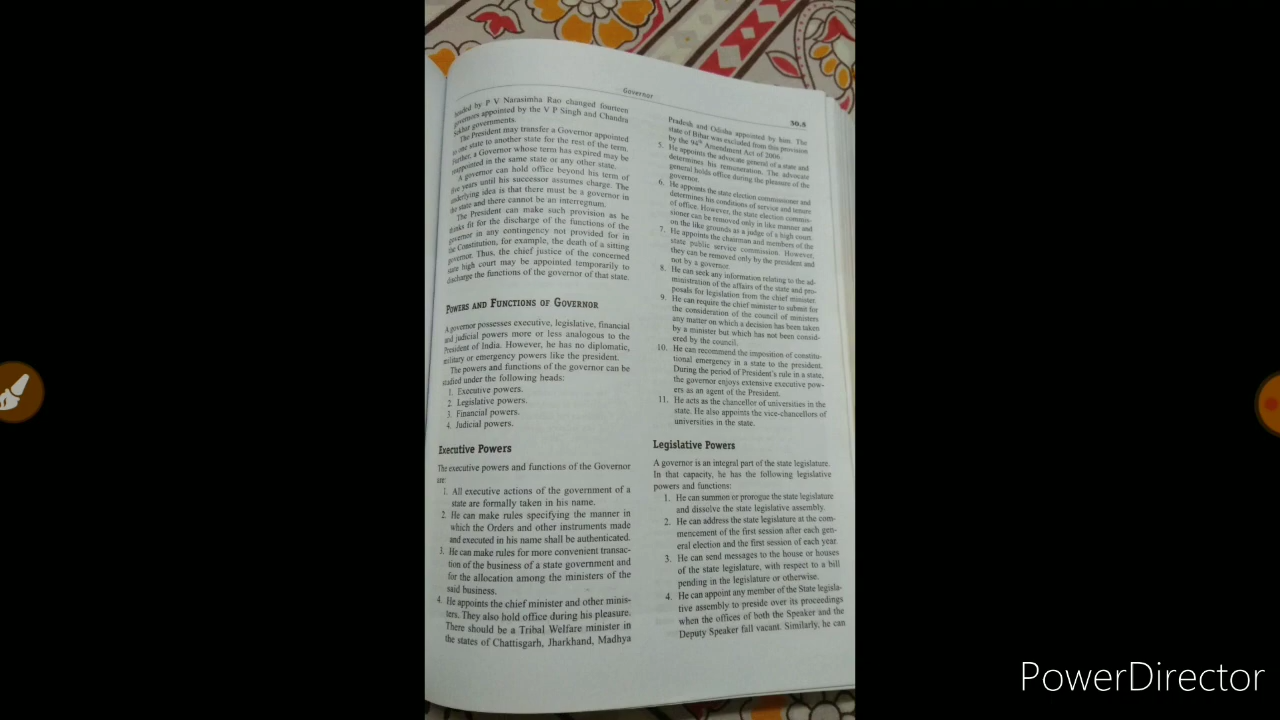 Governor
30.5
headed by P V Narasimha Rao changed fourteen
governors appointed by the V P Singh and Chandra
Sekhar governments.
The President may transfer a Governor appointed
to one state to another state for the rest of the term.
Further, a Governor whose term has expired may be
reappointed in the same state or any other state.
A governor can hold office beyond his term of
five years until his successor assumes charge. The
underlying idea is that there must be a governor in
the state and there cannot be an interregnum.
The President can make such provision as he
thinks fit for the discharge of the functions of the
governor in any contingency not provided for in
the Constitution, for example, the death of a sitting
governor. Thus, the chief justice of the concerned
state high court may be appointed temporarily to
discharge the functions of the governor of that state.
POWERS AND FUNCTIONS OF GOVERNOR
A governor possesses executive, legislative, financial
and judicial powers more or less analogous to the
President of India. However, he has no diplomatic,
military or emergency powers like the president.
The powers and functions of the governor can be
studied under the following heads:
1. Executive powers.
2. Legislative powers.
3. Financial powers.
4. Judicial powers.
Executive Powers
The executive powers and functions of the Governor
are:
1. All executive actions of the government of a
state are formally taken in his name.
2. He can make rules specifying the manner in
which the Orders and other instruments made
and executed in his name shall be authenticated.
3. He can make rules for more convenient transac-
tion of the business of a state government and
for the allocation among the ministers of the
said business.
4. He appoints the chief minister and other minis-
ters. They also hold office during his pleasure.
There should be a Tribal Welfare minister in
the states of Chattisgarh, Jharkhand, Madhya
Pradesh and Odisha appointed by him. The
state of Bihar was excluded from this provision
by the 94th Amendment Act of 2006.
5. He appoints the advocate general of a state and
determines his remuneration. The advocate
general holds office during the pleasure of the
governor.
6. He appoints the state election commissioner and
determines his conditions of service and tenure
of office. However, the state election commis-
sioner can be removed only in like manner and
on the like grounds as a judge of a high court.
7. He appoints the chairman and members of the
state public service commission. However,
they can be removed only by the president and
not by a governor.
8. He can seek any information relating to the ad-
ministration of the affairs of the state and pro-
posals for legislation from the chief minister.
9. He can require the chief minister to submit for
the consideration of the council of ministers
any matter on which a decision has been taken
by a minister but which has not been consid-
ered by the council.
10. He can recommend the imposition of constitu-
tional emergency in a state to the president.
During the period of President's rule in a state,
the governor enjoys extensive executive pow-
ers as an agent of the President.
11. He acts as the chancellor of universities in the
state. He also appoints the vice-chancellors of
universities in the state.
Legislative Powers
A governor is an integral part of the state legislature.
In that capacity, he has the following legislative
powers and functions:
1. He can summon or prorogue the state legislature
and dissolve the state legislative assembly.
2. He can address the state legislature at the com-
mencement of the first session after each gen-
eral election and the first session of each year.
3. He can send messages to the house or houses
of the state legislature, with respect to a bill
pending in the legislature or otherwise.
4. He can appoint any member of the State legisla-
tive assembly to preside over its proceedings
when the offices of both the Speaker and the
Deputy Speaker fall vacant. Similarly, he can
PowerDirector